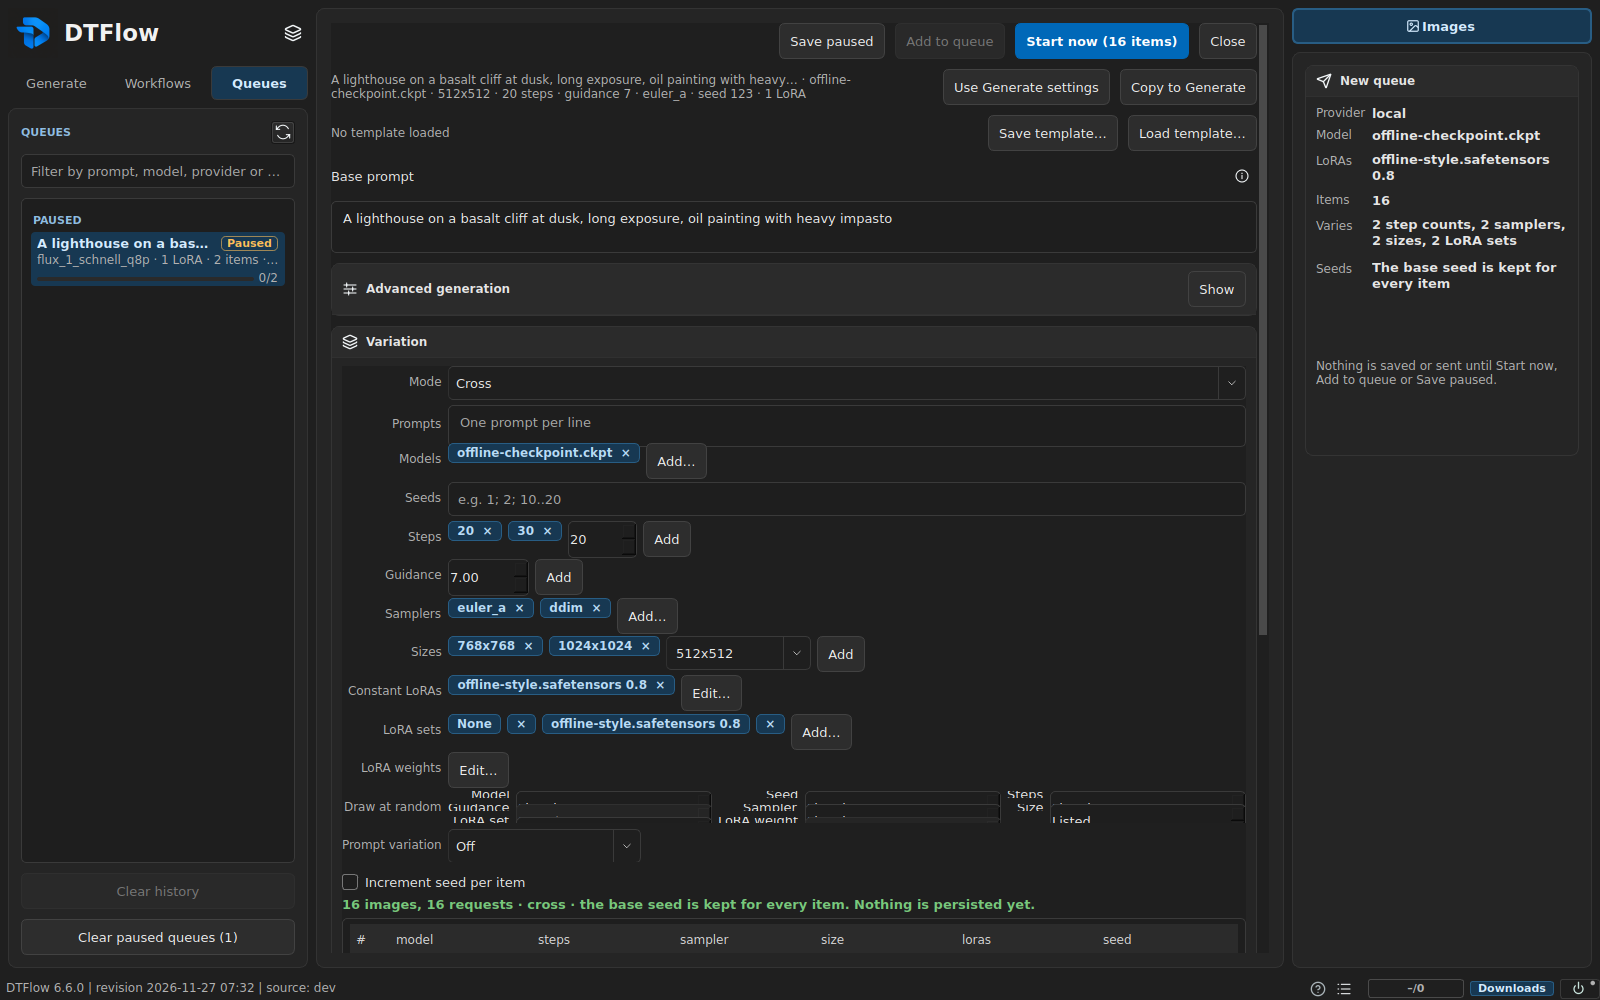 DTFlow
Generate
Workflows
Queues
QUEUES
Filter by prompt, model, provider or ...
PAUSED
A lighthouse on a bas... Paused
flux_1_schnell_q8p · 1 LoRA · 2 items ·...
0/2
Clear history
Clear paused queues (1)
Save paused
Add to queue
Start now (16 items)
Close
A lighthouse on a basalt cliff at dusk, long exposure, oil painting with heavy... · offline-
checkpoint.ckpt · 512x512 · 20 steps · guidance 7 · euler_a · seed 123 · 1 LoRA
Use Generate settings
Copy to Generate
No template loaded
Save template...
Load template...
Base prompt
A lighthouse on a basalt cliff at dusk, long exposure, oil painting with heavy impasto
Advanced generation
Show
Variation
Mode
Cross
Prompts
One prompt per line
Models
offline-checkpoint.ckpt ×
Add...
Seeds
e.g. 1; 2; 10..20
Steps
20 ×
30 ×
20
Add
Guidance
7.00
Add
Samplers
euler_a ×
ddim ×
Add...
Sizes
768x768 ×
1024x1024 ×
512x512
Add
Constant LoRAs
offline-style.safetensors 0.8 ×
Edit...
LoRA sets
None
×
offline-style.safetensors 0.8
×
Add...
LoRA weights
Edit...
Draw at random
Model
Seed
Steps
Guidance
Sampler
Size
LoRA set
LoRA weight
Listed
Prompt variation
Off
Increment seed per item
16 images, 16 requests · cross · the base seed is kept for every item. Nothing is persisted yet.
# model steps sampler size loras seed
Images
New queue
Provider local
Model offline-checkpoint.ckpt
LoRAs offline-style.safetensors
0.8
Items 16
Varies 2 step counts, 2 samplers,
2 sizes, 2 LoRA sets
Seeds The base seed is kept for
every item
Nothing is saved or sent until Start now,
Add to queue or Save paused.
DTFlow 6.6.0 | revision 2026-11-27 07:32 | source: dev
-/0
Downloads